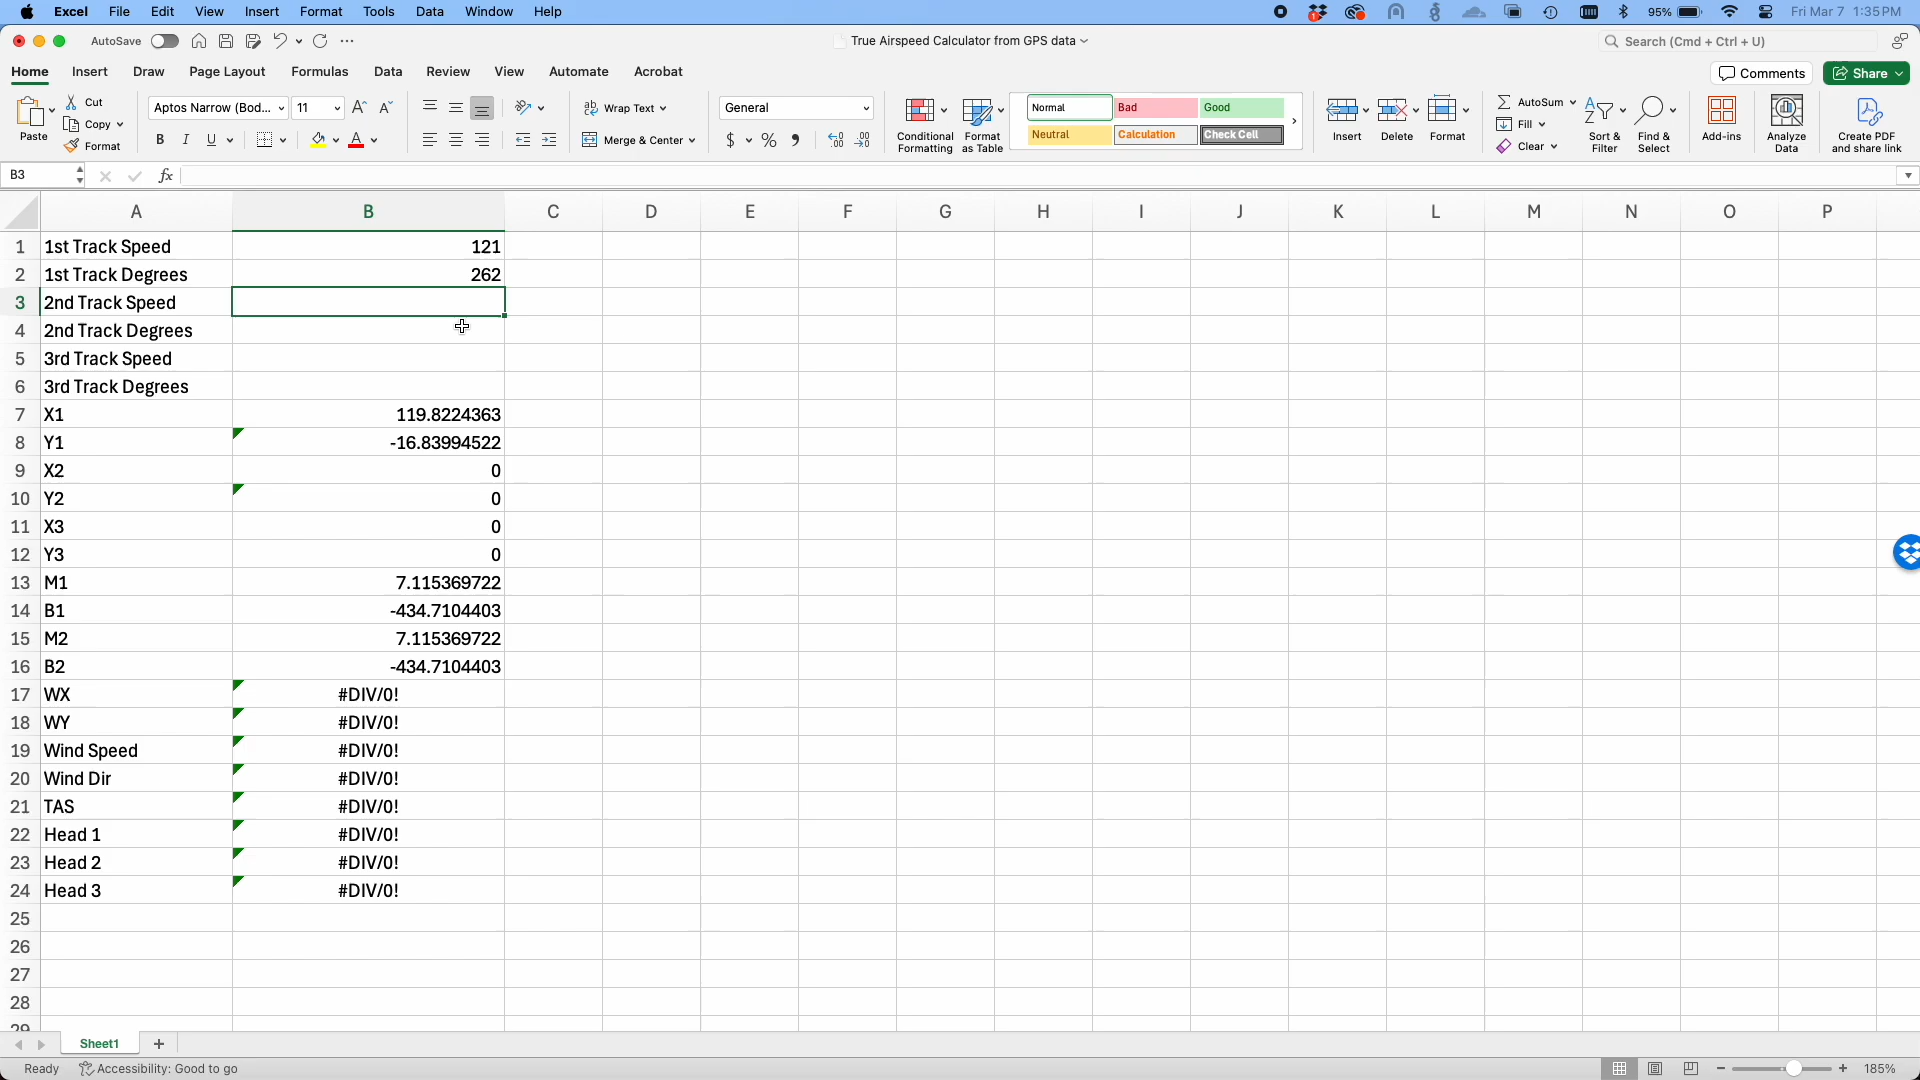 Excel File Edit View Insert Format Tools Data Window Help 1 95% Fri Mar 7 1:35 PM
AutoSave True Airspeed Calculator from GPS data Search (Cmd + Ctrl + U)
Home Insert Draw Page Layout Formulas Data Review View Automate Acrobat Comments Share
Paste Cut Copy Format
Aptos Narrow (Bod... 11 A^ A
B I U A
ab Wrap Text
Merge & Center
General
$ % 9
Conditional Formatting
Format as Table
Normal Bad Good
Neutral Calculation Check Cell
Insert Delete Format
AutoSum
Fill
Clear
Sort & Filter
Find & Select
Add-ins
Analyze Data
Create PDF and share link
B3 fx
A B C D E F G H I J K L M N O P
1 1st Track Speed 121
2 1st Track Degrees 262
3 2nd Track Speed
4 2nd Track Degrees
5 3rd Track Speed
6 3rd Track Degrees
7 X1 119.8224363
8 Y1 -16.83994522
9 X2 0
10 Y2 0
11 X3 0
12 Y3 0
13 M1 7.115369722
14 B1 -434.7104403
15 M2 7.115369722
16 B2 -434.7104403
17 WX #DIV/0!
18 WY #DIV/0!
19 Wind Speed #DIV/0!
20 Wind Dir #DIV/0!
21 TAS #DIV/0!
22 Head 1 #DIV/0!
23 Head 2 #DIV/0!
24 Head 3 #DIV/0!
25
26
27
28
29
Sheet1 +
Ready Accessibility: Good to go 185%